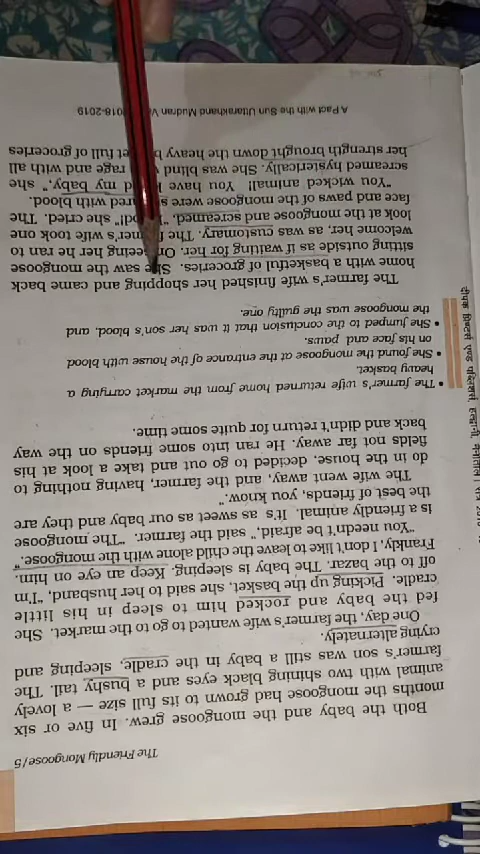 The Friendly Mongoose/5
Both the baby and the mongoose grew. In five or six
months the mongoose had grown to its full size — a lovely
animal with two shining black eyes and a bushy tail. The
farmer's son was still a baby in the cradle, sleeping and
crying alternately.
One day, the farmer's wife wanted to go to the market. She
fed the baby and rocked him to sleep in his little
cradle. Picking up the basket, she said to her husband, "I'm
off to the bazar. The baby is sleeping. Keep an eye on him.
Frankly, I don't like to leave the child alone with the mongoose."
"You needn't be afraid," said the farmer. "The mongoose
is a friendly animal. It's as sweet as our baby and they are
the best of friends, you know."
The wife went away, and the farmer, having nothing to
do in the house, decided to go out and take a look at his
fields not far away. He ran into some friends on the way
back and didn't return for quite some time.
• The farmer's wife returned home from the market carrying a
heavy basket.
• She found the mongoose at the entrance of the house with blood
on his face and paws.
• She jumped to the conclusion that it was her son's blood, and
the mongoose was the guilty one.
The farmer's wife finished her shopping and came back
home with a basketful of groceries. She saw the mongoose
sitting outside as if waiting for her. On seeing her he ran to
welcome her, as was customary. The wife took one
look at the mongoose and screamed, she cried. The
face and paws of the mongoose were with blood.
"You wicked animal! You have my baby," she
screamed hysterically. She was blind rage and with all
her strength brought down the heavy full of groceries
A Pact with the Sun Uttarakhand Mudran 2018-2019